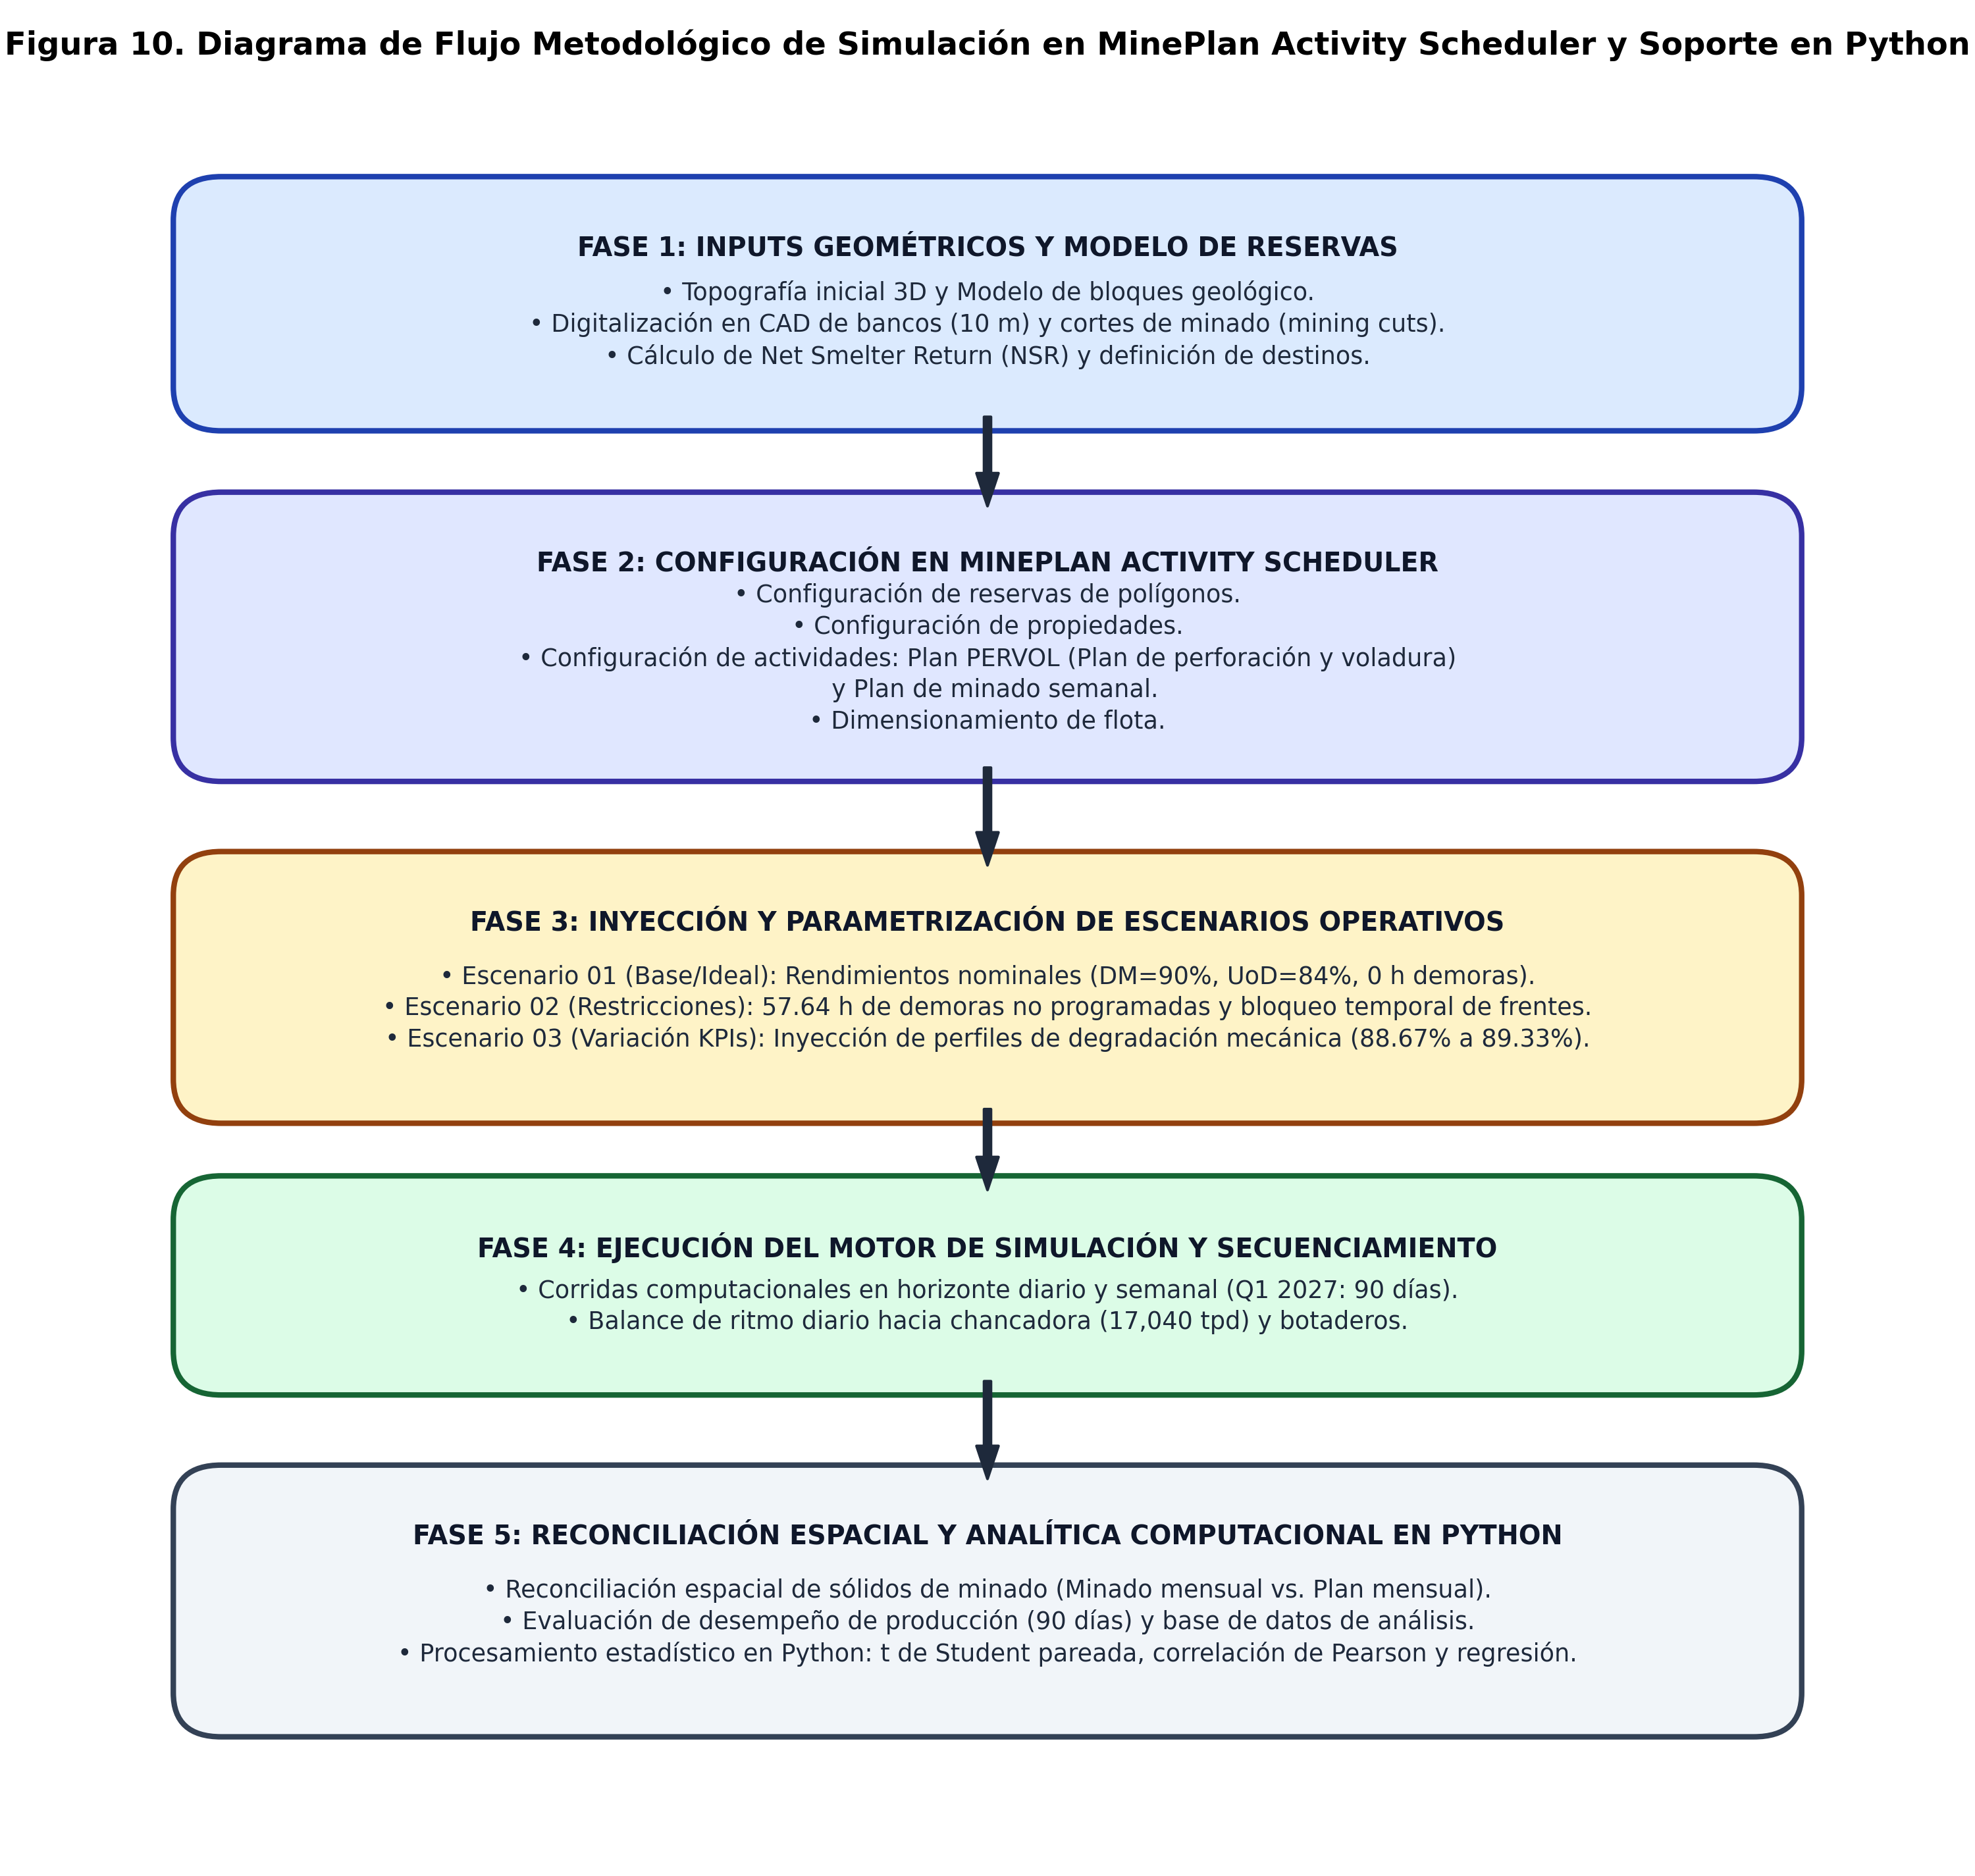 Figura 10. Diagrama de Flujo Metodológico de Simulación en MinePlan Activity Scheduler y Soporte en Python
FASE 1: INPUTS GEOMÉTRICOS Y MODELO DE RESERVAS
• Topografía inicial 3D y Modelo de bloques geológico.
• Digitalización en CAD de bancos (10 m) y cortes de minado (mining cuts).
• Cálculo de Net Smelter Return (NSR) y definición de destinos.
FASE 2: CONFIGURACIÓN EN MINEPLAN ACTIVITY SCHEDULER
• Configuración de reservas de polígonos.
• Configuración de propiedades.
• Configuración de actividades: Plan PERVOL (Plan de perforación y voladura)
y Plan de minado semanal.
• Dimensionamiento de flota.
FASE 3: INYECCIÓN Y PARAMETRIZACIÓN DE ESCENARIOS OPERATIVOS
• Escenario 01 (Base/Ideal): Rendimientos nominales (DM=90%, UoD=84%, 0 h demoras).
• Escenario 02 (Restricciones): 57.64 h de demoras no programadas y bloqueo temporal de frentes.
• Escenario 03 (Variación KPIs): Inyección de perfiles de degradación mecánica (88.67% a 89.33%).
FASE 4: EJECUCIÓN DEL MOTOR DE SIMULACIÓN Y SECUENCIAMIENTO
• Corridas computacionales en horizonte diario y semanal (Q1 2027: 90 días).
• Balance de ritmo diario hacia chancadora (17,040 tpd) y botaderos.
FASE 5: RECONCILIACIÓN ESPACIAL Y ANALÍTICA COMPUTACIONAL EN PYTHON
• Reconciliación espacial de sólidos de minado (Minado mensual vs. Plan mensual).
• Evaluación de desempeño de producción (90 días) y base de datos de análisis.
• Procesamiento estadístico en Python: t de Student pareada, correlación de Pearson y regresión.